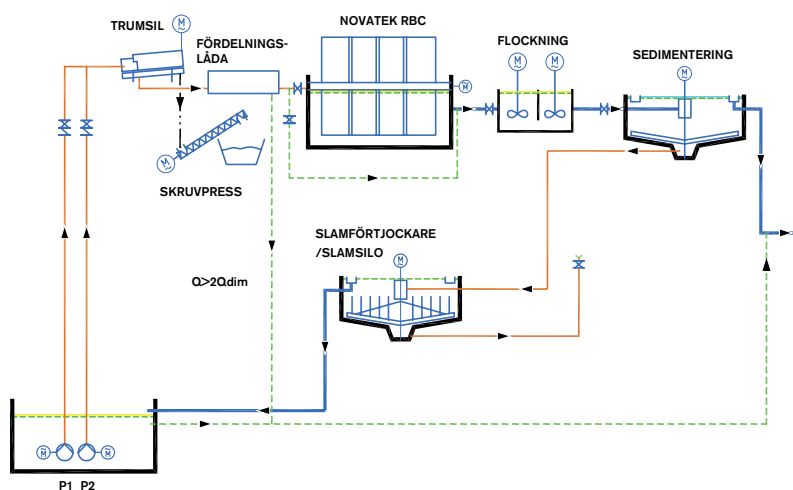 TRUMSIL
M
FÖRDELNINGS-
LÅDA
NOVATEK RBC
M
FLOCKNING
M
M
SEDIMENTERING
M
M
SKRUVPRESS
SLAMFÖRTJOCKARE
/SLAMSILO
M
Q>2Qdim
M
M
P1 P2